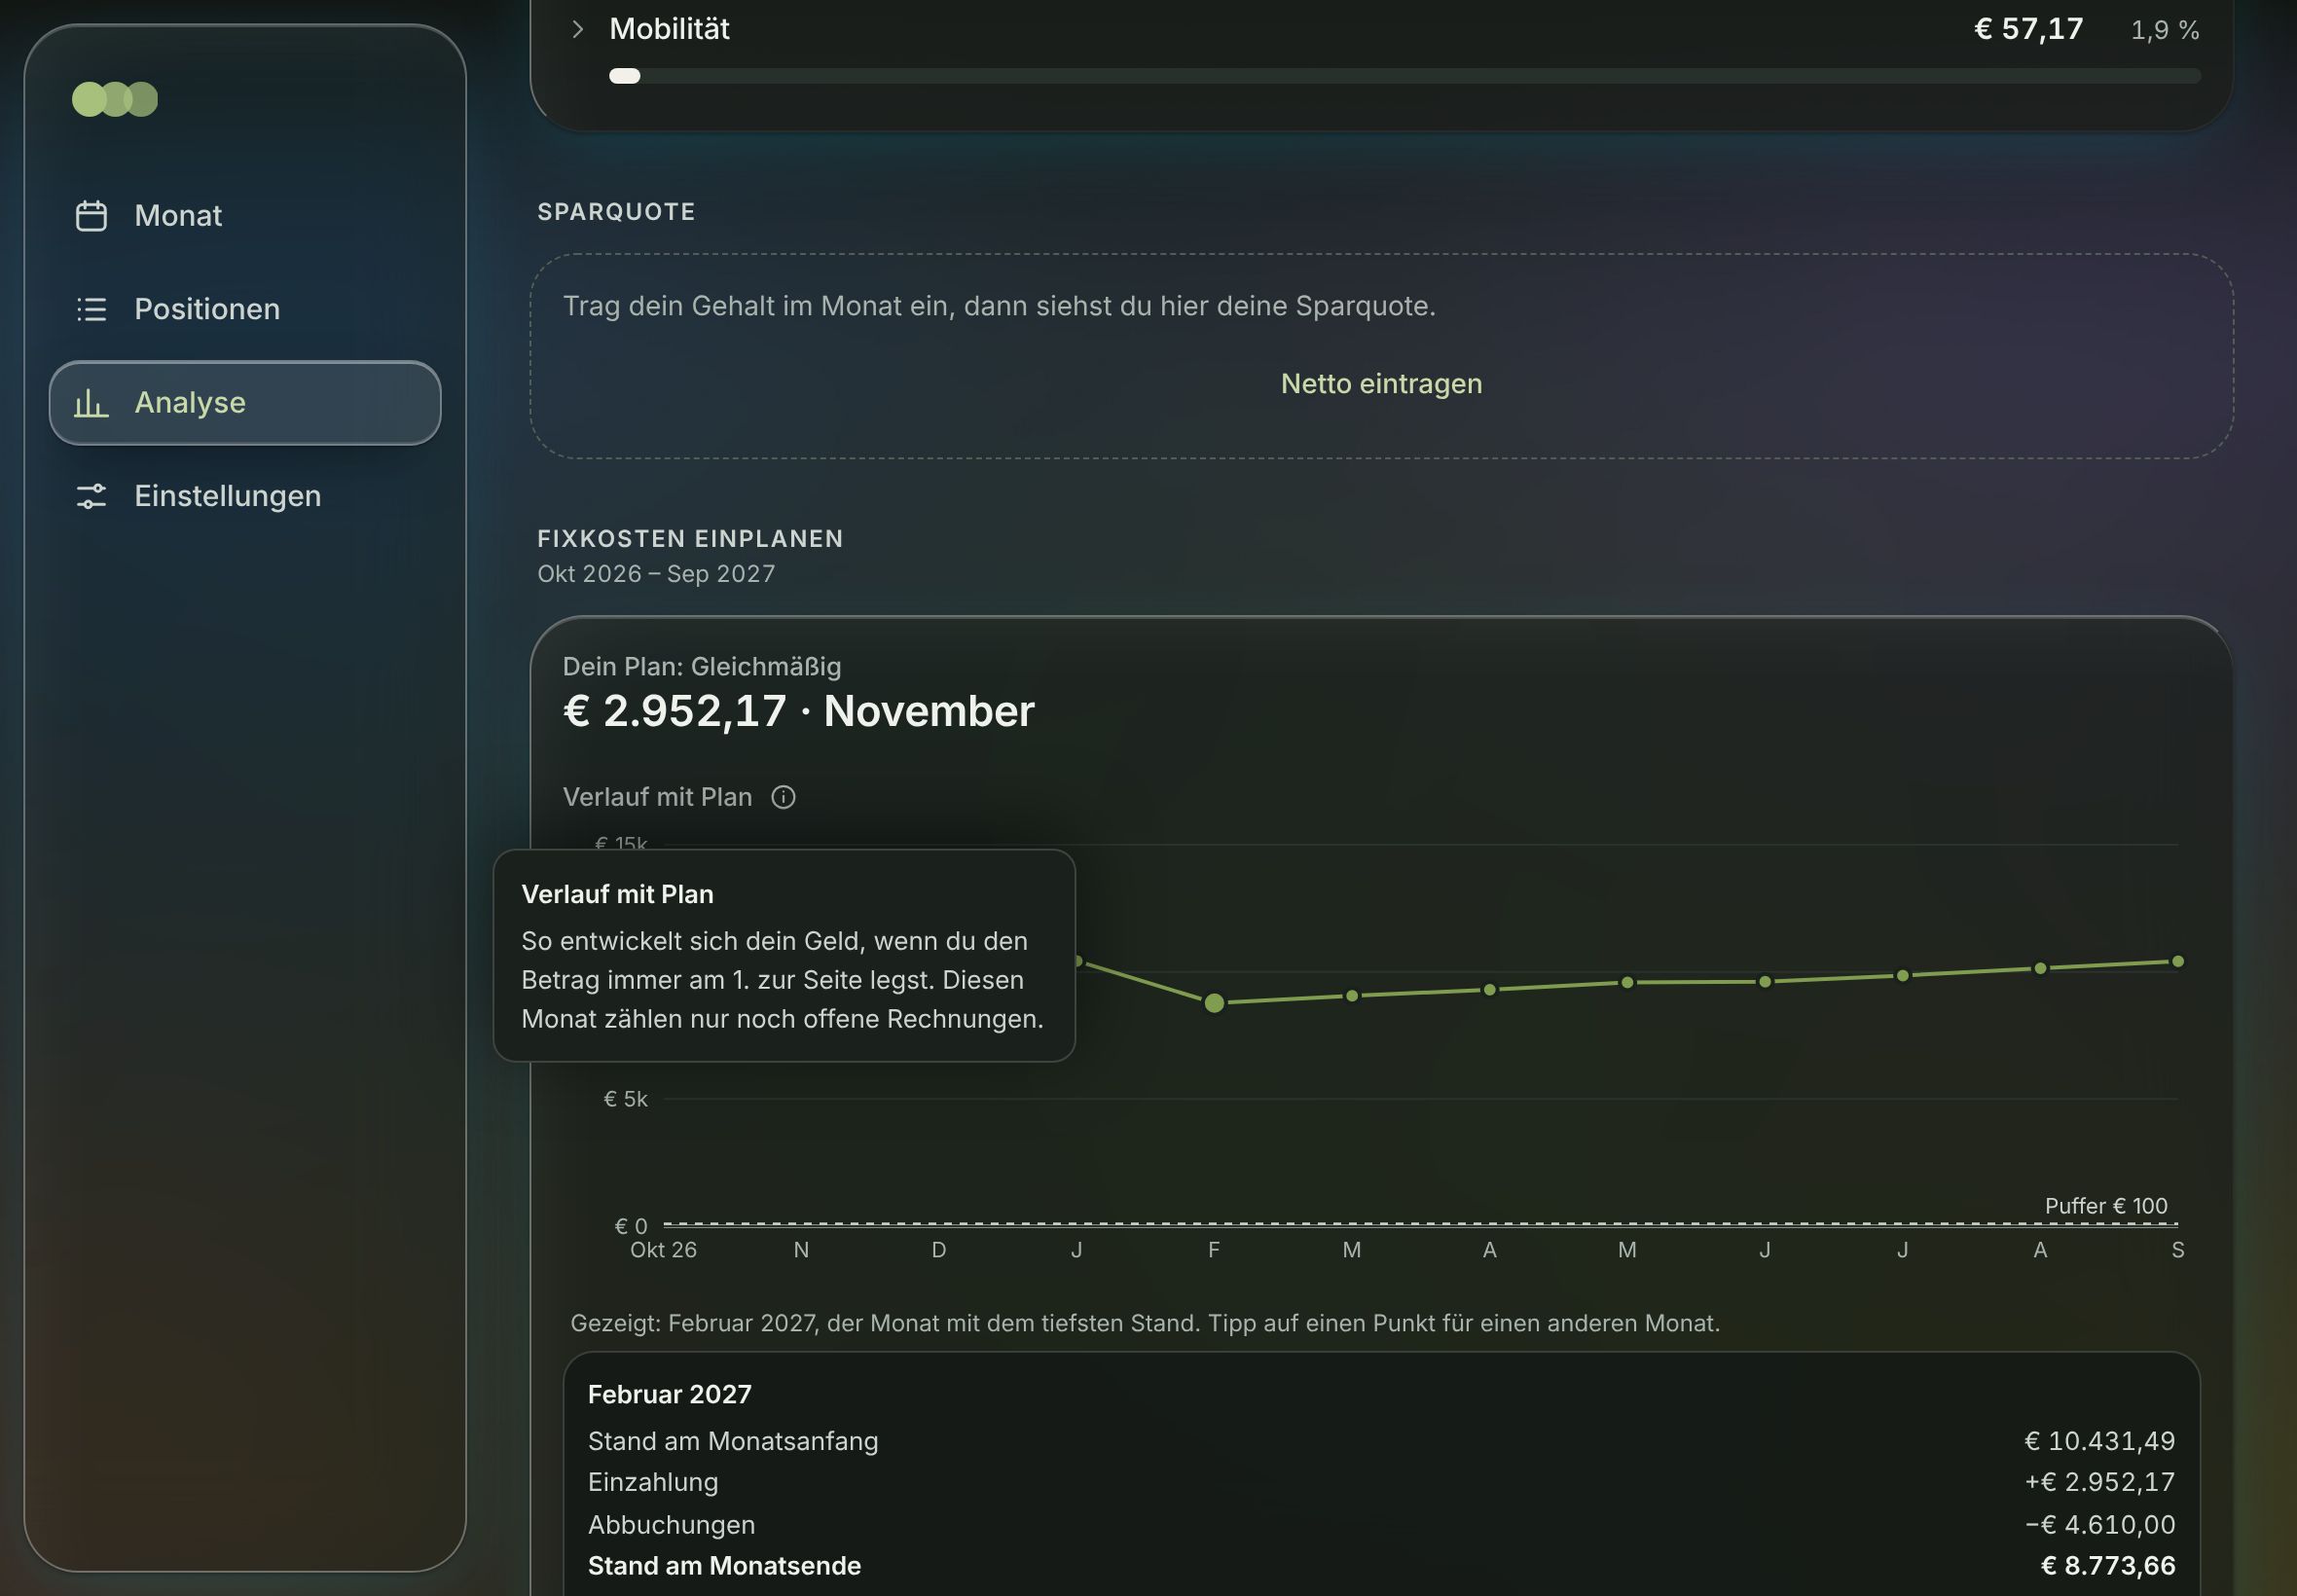 Mobilität
€ 57,17
1,9 %
Monat
Positionen
Analyse
Einstellungen
SPARQUOTE
Trag dein Gehalt im Monat ein, dann siehst du hier deine Sparquote.
Netto eintragen
FIXKOSTEN EINPLANEN
Okt 2026 – Sep 2027
Dein Plan: Gleichmäßig
€ 2.952,17 · November
Verlauf mit Plan
€ 15k
Verlauf mit Plan
So entwickelt sich dein Geld, wenn du den
Betrag immer am 1. zur Seite legst. Diesen
Monat zählen nur noch offene Rechnungen.
€ 5k
Puffer € 100
€ 0
Okt 26 N D J F M A M J J A S
Gezeigt: Februar 2027, der Monat mit dem tiefsten Stand. Tipp auf einen Punkt für einen anderen Monat.
Februar 2027
Stand am Monatsanfang € 10.431,49
Einzahlung +€ 2.952,17
Abbuchungen −€ 4.610,00
Stand am Monatsende € 8.773,66